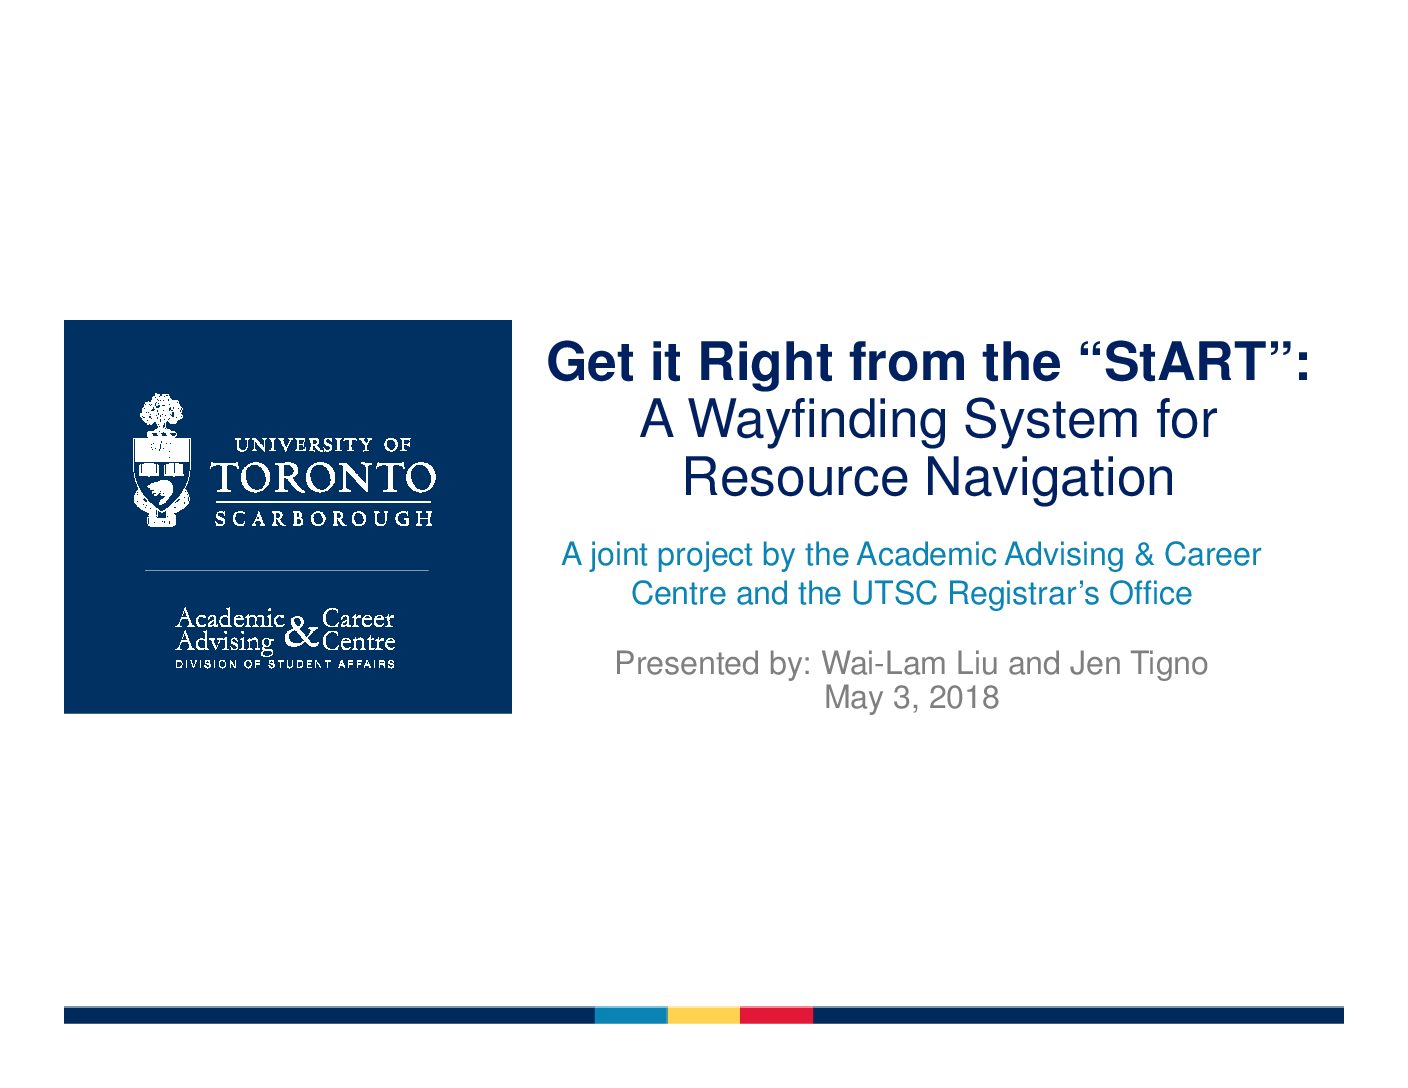 UNIVERSITY OF
TORONTO
SCARBOROUGH
Academic & Career
Advising Centre
DIVISION OF STUDENT AFFAIRS
Get it Right from the “StART”:
A Wayfinding System for
Resource Navigation
A joint project by the Academic Advising & Career
Centre and the UTSC Registrar’s Office
Presented by: Wai-Lam Liu and Jen Tigno
May 3, 2018